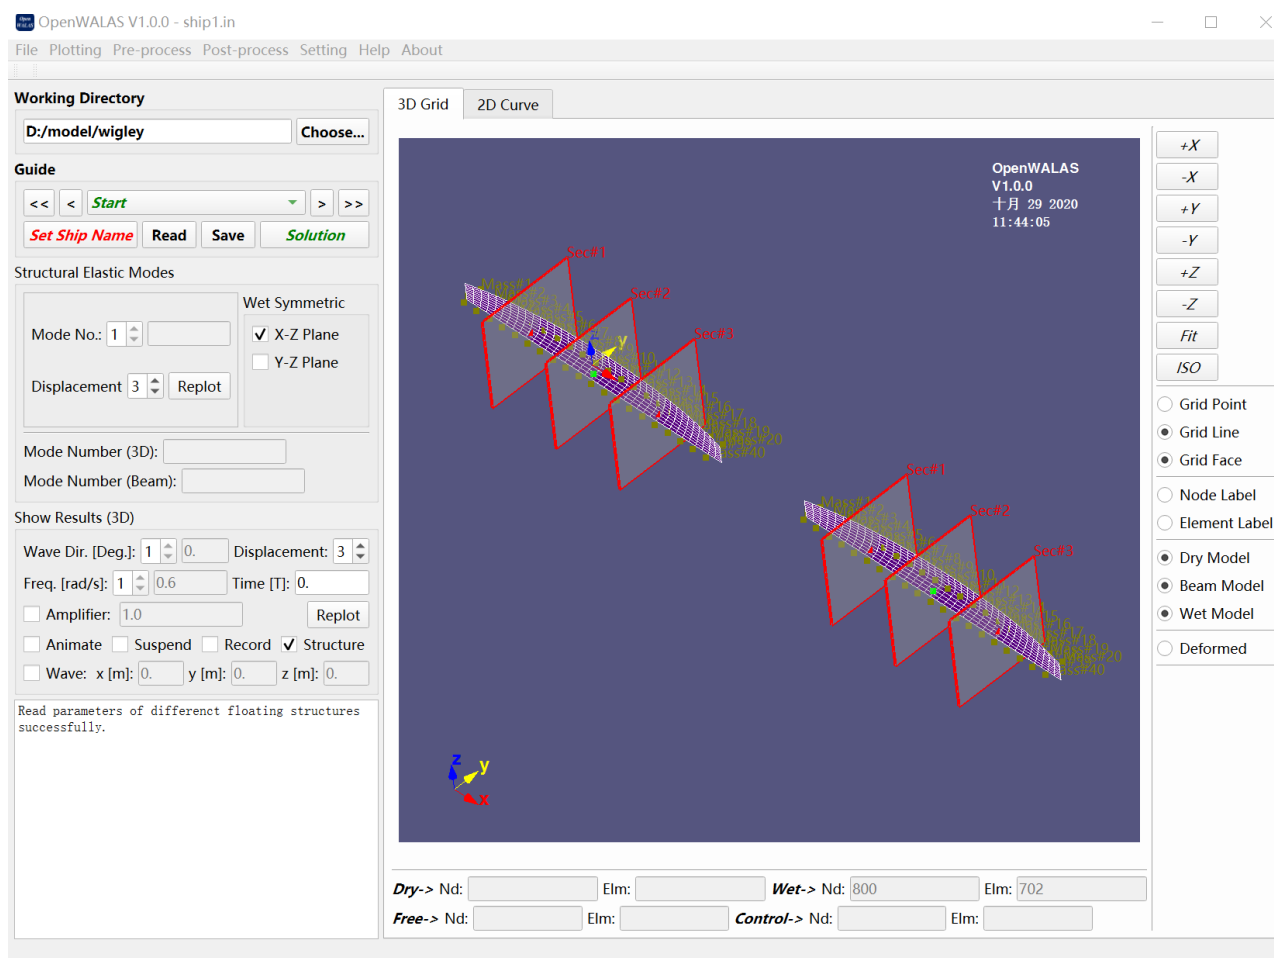 OpenWALAS V1.0.0 - ship1.in
File Plotting Pre-process Post-process Setting Help About
Working Directory
D:/model/wigley Choose...
Guide
<< < Start > >>
Set Ship Name Read Save Solution
Structural Elastic Modes
Wet Symmetric
Mode No.: 1
X-Z Plane
Y-Z Plane
Displacement 3 Replot
Mode Number (3D):
Mode Number (Beam):
Show Results (3D)
Wave Dir. [Deg.]: 1 0. Displacement: 3
Freq. [rad/s]: 1 0.6 Time [T]: 0.
Amplifier: 1.0 Replot
Animate Suspend Record Structure
Wave: x [m]: 0. y [m]: 0. z [m]: 0.
Read parameters of differenct floating structures
successfully.
3D Grid 2D Curve
OpenWALAS
V1.0.0
十月 29 2020
11:44:05
Sec#1
Sec#2
Sec#3
Mass#1
z
y
Sec#1
Sec#2
Sec#3
Mass#1
z
y
x
Dry-> Nd: Elm: Wet-> Nd: 800 Elm: 702
Free-> Nd: Elm: Control-> Nd: Elm:
+X
-X
+Y
-Y
+Z
-Z
Fit
ISO
Grid Point
Grid Line
Grid Face
Node Label
Element Label
Dry Model
Beam Model
Wet Model
Deformed